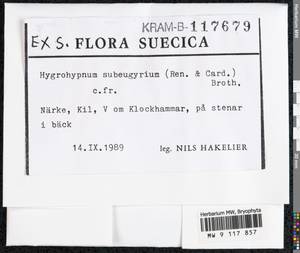 KRAM-B-117679
Ex S. FLORA SUECICA
Hygrohypnum subeugyrium (Ren. & Card.)
c.fr. Broth.
Närke, Kil, V om Klockhammar, på stenar
i bäck
14.IX.1989 leg. NILS HAKELIER
Herbarium MW, Bryophyta
MW 9 117 857